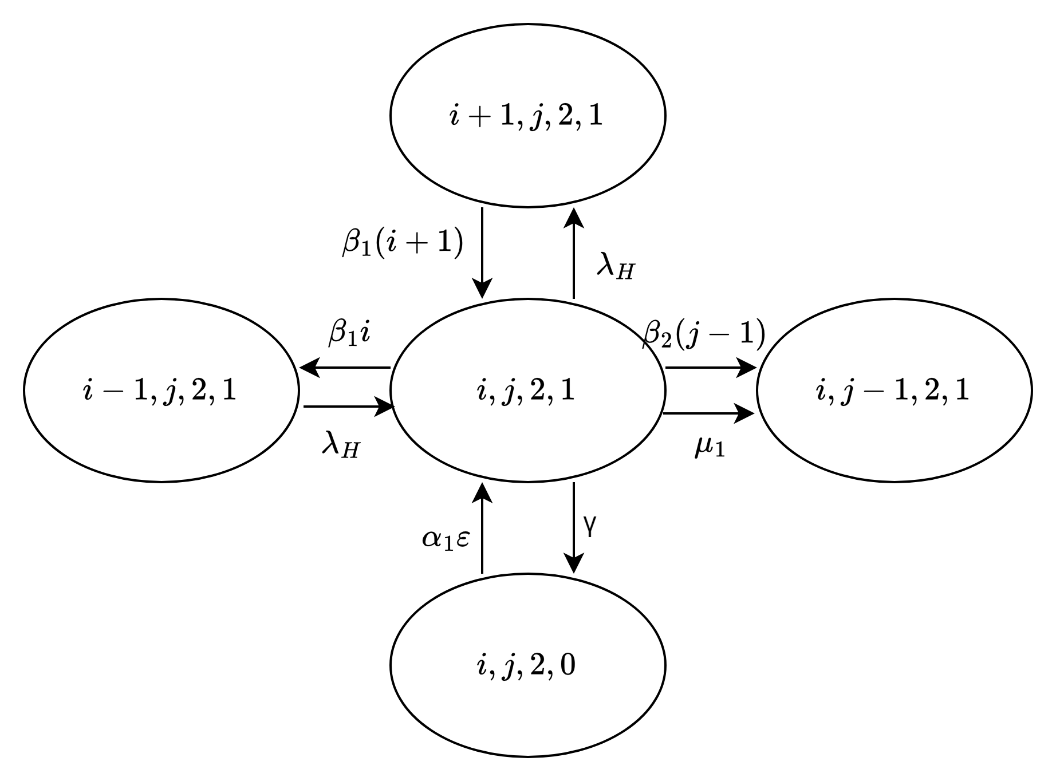 i + 1, j, 2, 1
β₁(i + 1)
λ_H
β₁i
β₂(j − 1)
i − 1, j, 2, 1
i, j, 2, 1
i, j − 1, 2, 1
λ_H
μ₁
α₁ε
γ
i, j, 2, 0